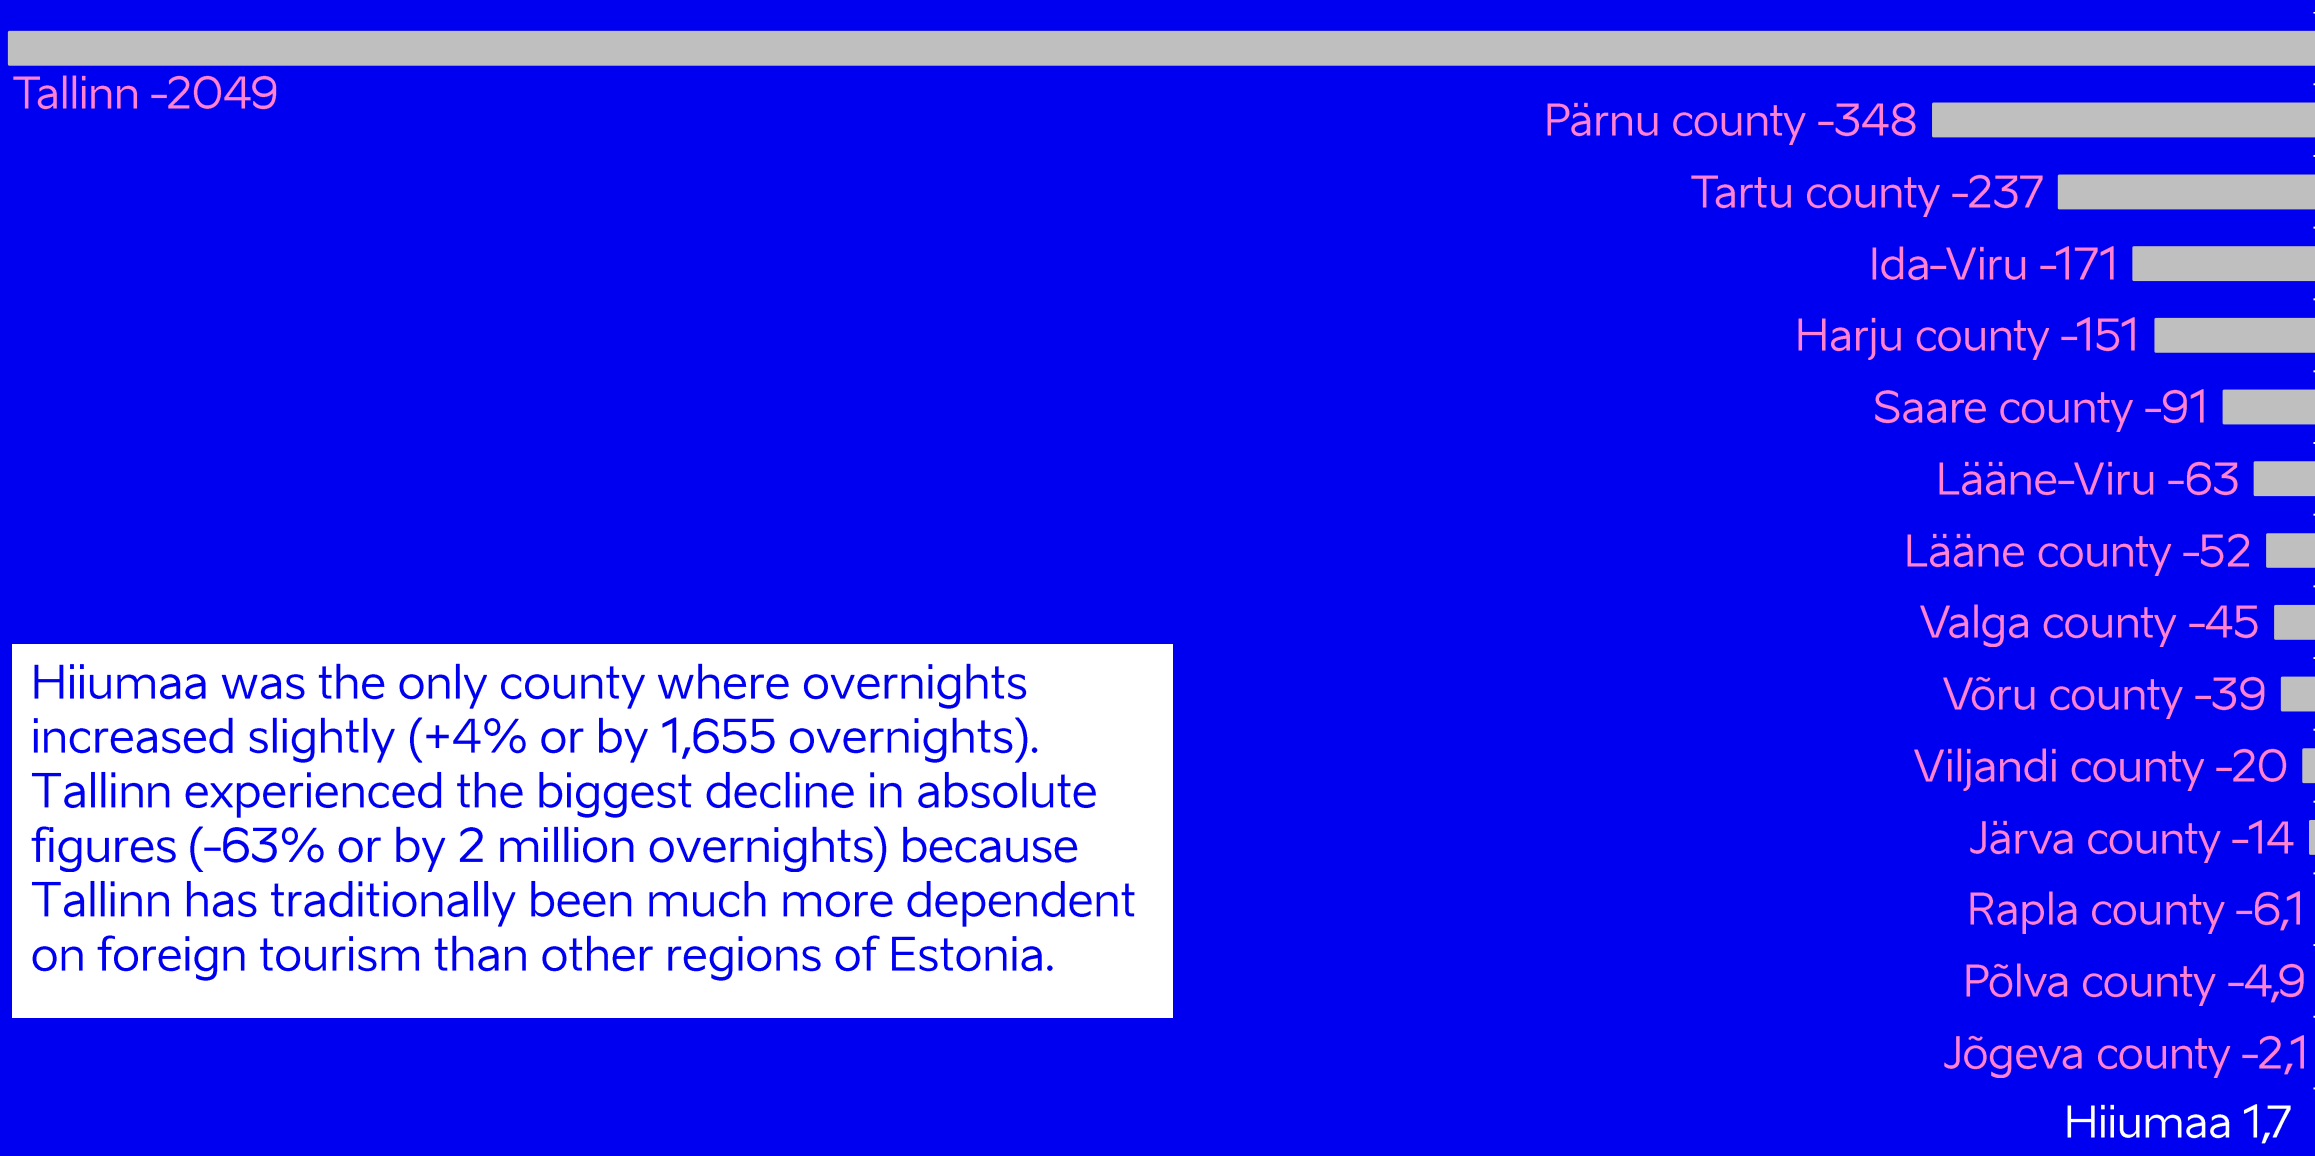 Tallinn -2049
Pärnu county -348
Tartu county -237
Ida-Viru -171
Harju county -151
Saare county -91
Lääne-Viru -63
Lääne county -52
Valga county -45
Võru county -39
Viljandi county -20
Järva county -14
Rapla county -6,1
Põlva county -4,9
Jõgeva county -2,1
Hiiumaa 1,7
Hiiumaa was the only county where overnights
increased slightly (+4% or by 1,655 overnights).
Tallinn experienced the biggest decline in absolute
figures (-63% or by 2 million overnights) because
Tallinn has traditionally been much more dependent
on foreign tourism than other regions of Estonia.